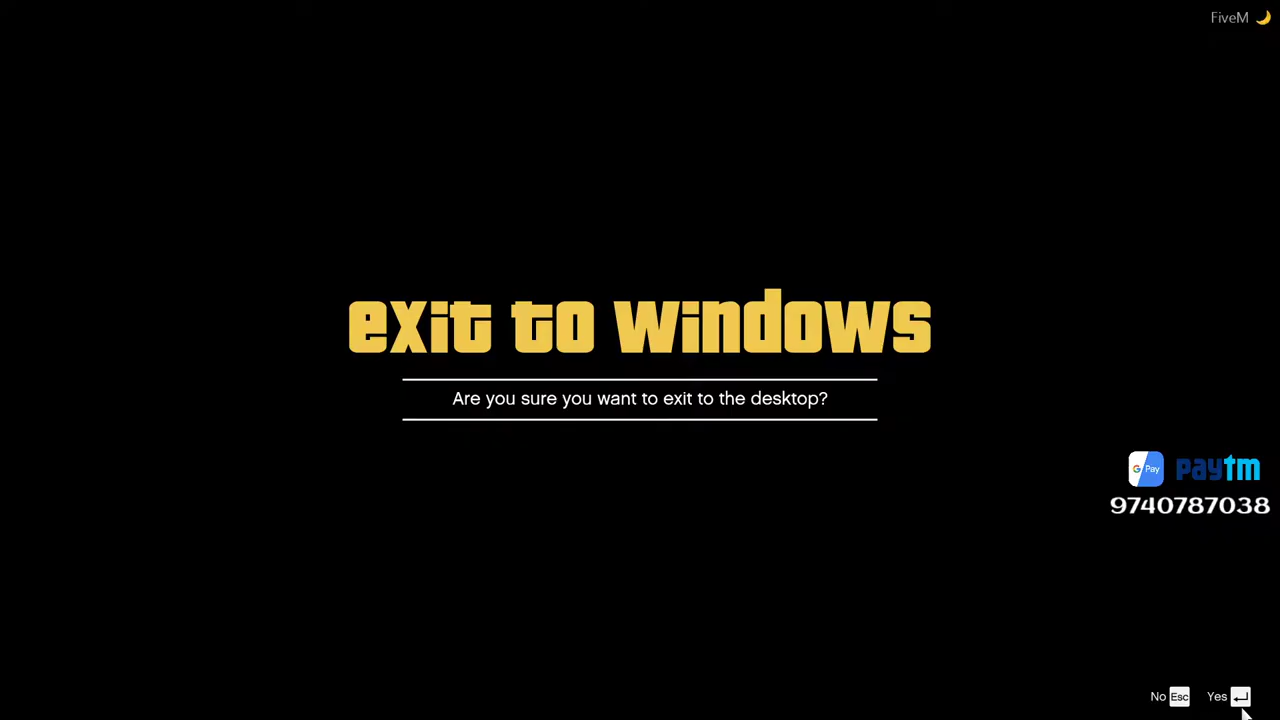 FiveM
exit to windows
Are you sure you want to exit to the desktop?
G Pay paytm
9740787038
No Esc Yes